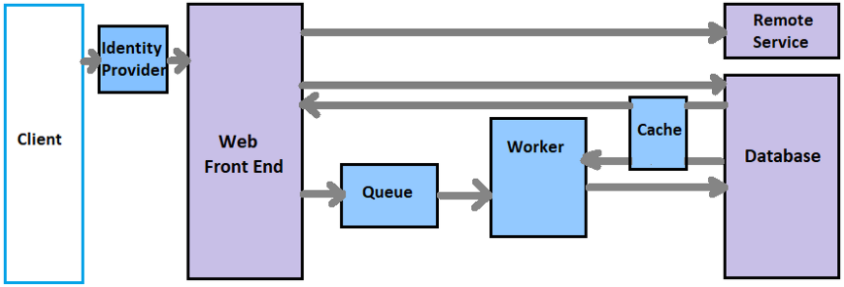 Client
Identity
Provider
Web
Front End
Queue
Worker
Cache
Remote
Service
Database